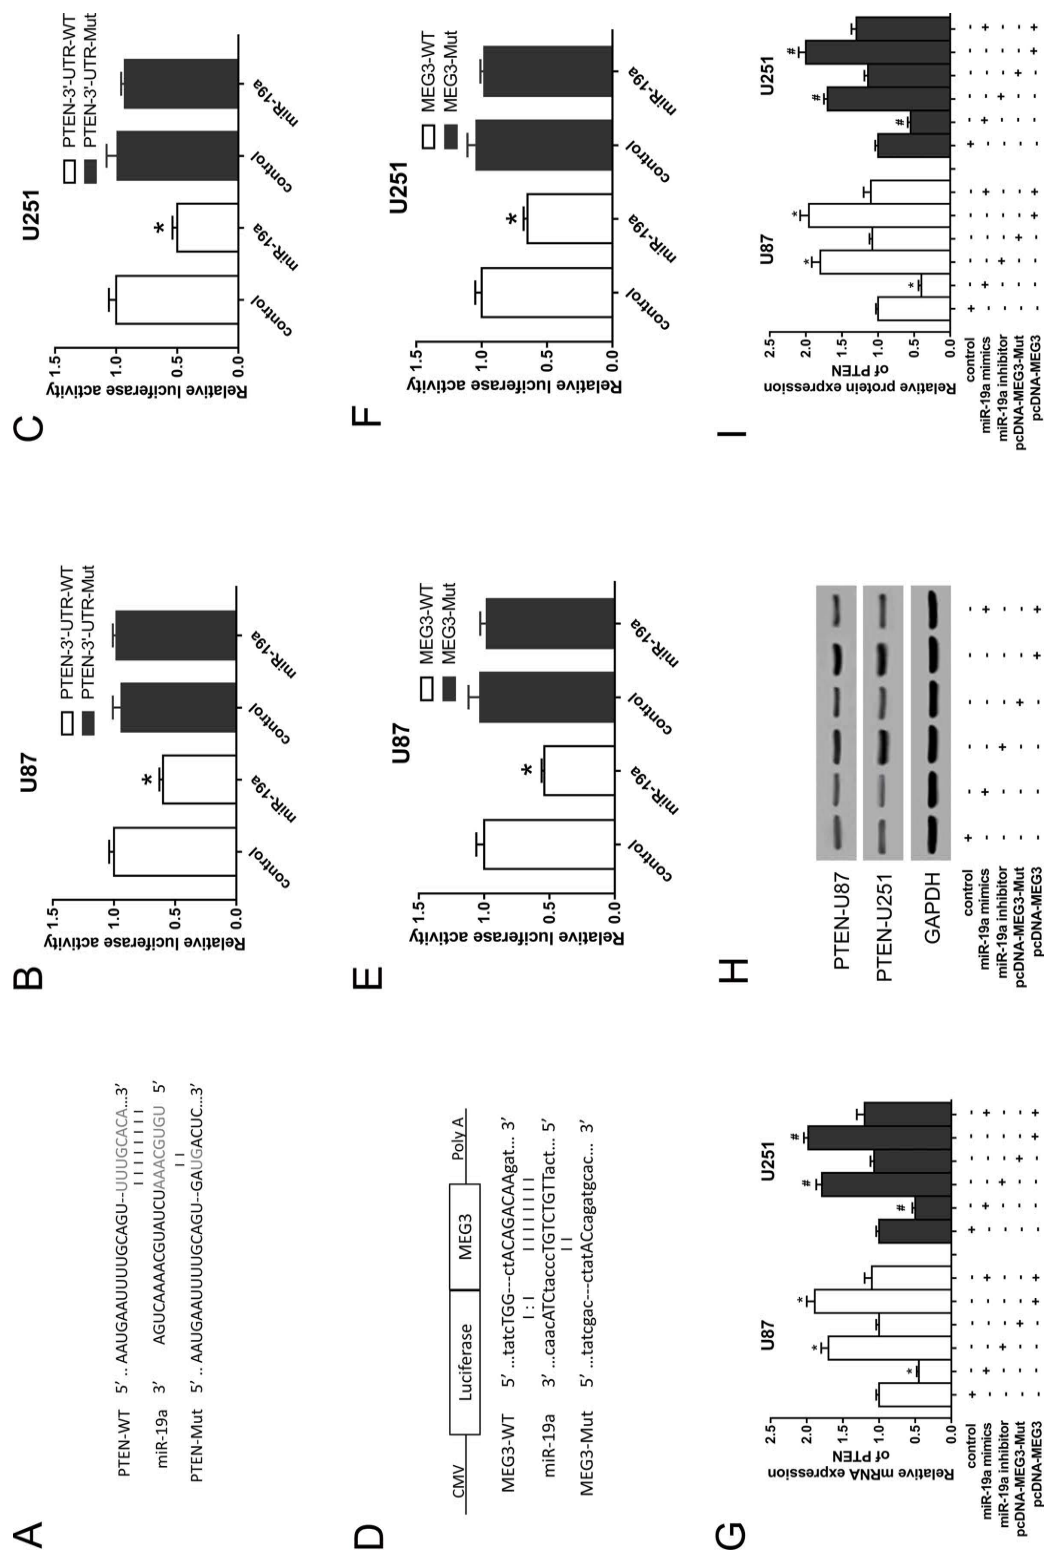 A
PTEN-WT 5' .. AAUGAAUUUUGCAGU--UUUGCACA...3'
miR-19a 3' AGUCAAAACGUAUCUAAACGUGU 5'
PTEN-Mut 5' .. AAUGAAUUUUGCAGU--GAUGACUC...3'
B
U87
PTEN-3'-UTR-WT
PTEN-3'-UTR-Mut
Relative luciferase activity
1.5
1.0
0.5
0.0
*
control miR-19a control miR-19a
C
U251
PTEN-3'-UTR-WT
PTEN-3'-UTR-Mut
Relative luciferase activity
1.5
1.0
0.5
0.0
*
control miR-19a control miR-19a
D
CMV Luciferase MEG3 Poly A
MEG3-WT 5' ...tatcTGG---ctACAGACAAgat... 3'
miR-19a 3' ...caacATCtacccTGTCTGTTact... 5'
MEG3-Mut 5' ...tatcgac---ctatACcagatgcac... 3'
E
U87
MEG3-WT
MEG3-Mut
Relative luciferase activity
1.5
1.0
0.5
0.0
*
control miR-19a control miR-19a
F
U251
MEG3-WT
MEG3-Mut
Relative luciferase activity
1.5
1.0
0.5
0.0
*
control miR-19a control miR-19a
G
U87 U251
Relative mRNA expression
of PTEN
2.5
2.0
1.5
1.0
0.5
0.0
* * * # # #
control + - - - - - + - - - - -
miR-19a mimics - + - - - + - + - - - +
miR-19a inhibitor - - + - - - - - + - - -
pcDNA-MEG3-Mut - - - + - - - - - + - -
pcDNA-MEG3 - - - - + + - - - - + +
H
PTEN-U87
PTEN-U251
GAPDH
control + - - - - -
miR-19a mimics - + - - - +
miR-19a inhibitor - - + - - -
pcDNA-MEG3-Mut - - - + - -
pcDNA-MEG3 - - - - + +
I
U87 U251
Relative protein expression
of PTEN
2.5
2.0
1.5
1.0
0.5
0.0
* * * # # #
control + - - - - - + - - - - -
miR-19a mimics - + - - - + - + - - - +
miR-19a inhibitor - - + - - - - - + - - -
pcDNA-MEG3-Mut - - - + - - - - - + - -
pcDNA-MEG3 - - - - + + - - - - + +